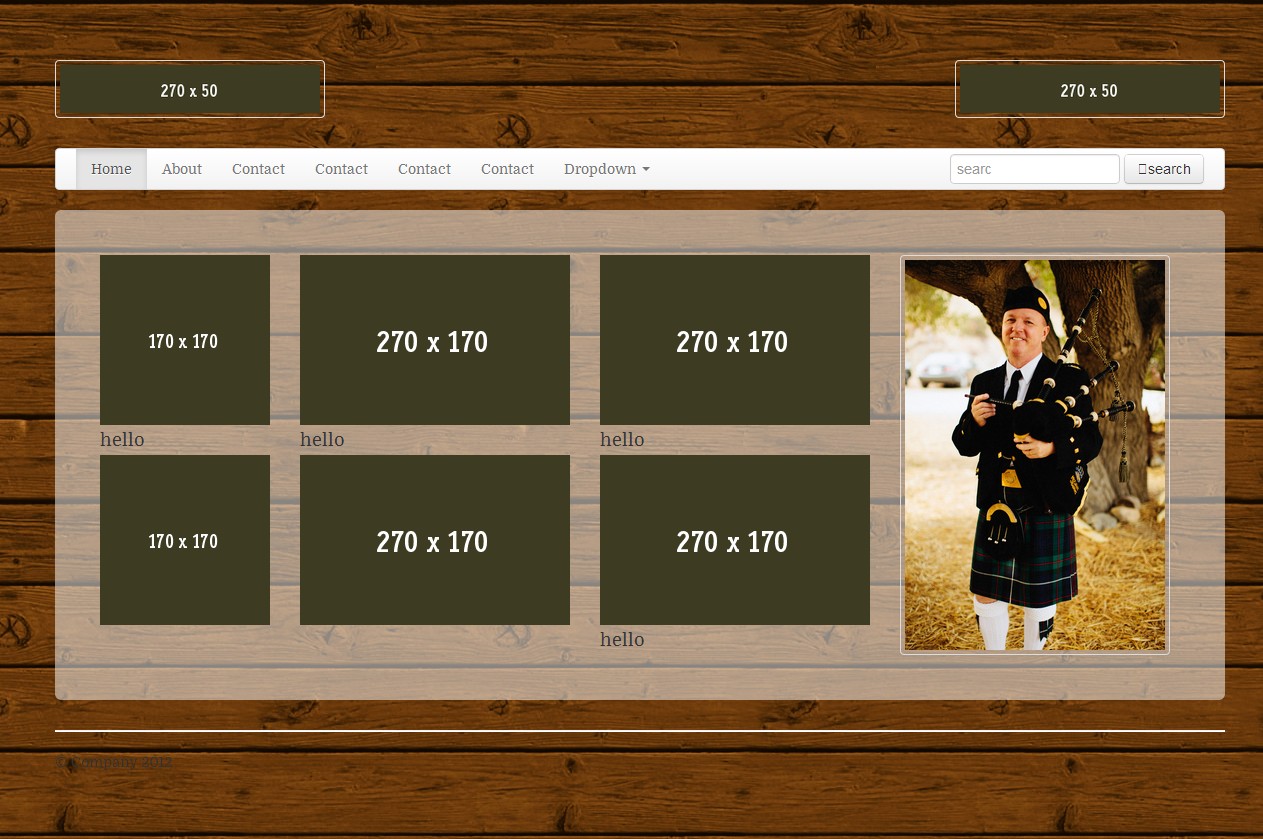 270 x 50
270 x 50
Home About Contact Contact Contact Contact Dropdown searc search
170 x 170 270 x 170 270 x 170
hello hello hello
170 x 170 270 x 170 270 x 170
hello
© Company 2012